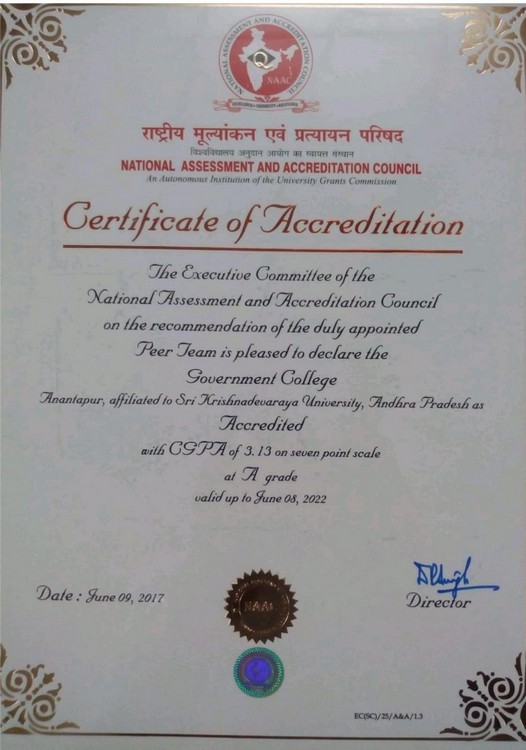 NATIONAL ASSESSMENT AND ACCREDITATION COUNCIL
NAAC
राष्ट्रीय मूल्यांकन एवं प्रत्यायन परिषद
विश्वविद्यालय अनुदान आयोग का स्वायत्त संस्थान
NATIONAL ASSESSMENT AND ACCREDITATION COUNCIL
An Autonomous Institution of the University Grants Commission
Certificate of Accreditation
The Executive Committee of the
National Assessment and Accreditation Council
on the recommendation of the duly appointed
Peer Team is pleased to declare the
Government College
Anantapur, affiliated to Sri Krishnadevaraya University, Andhra Pradesh as
Accredited
with CGPA of 3.13 on seven point scale
at A grade
valid up to June 08, 2022
Date : June 09, 2017
NAAC
Director
EC(SC)/25/A&A/1.3